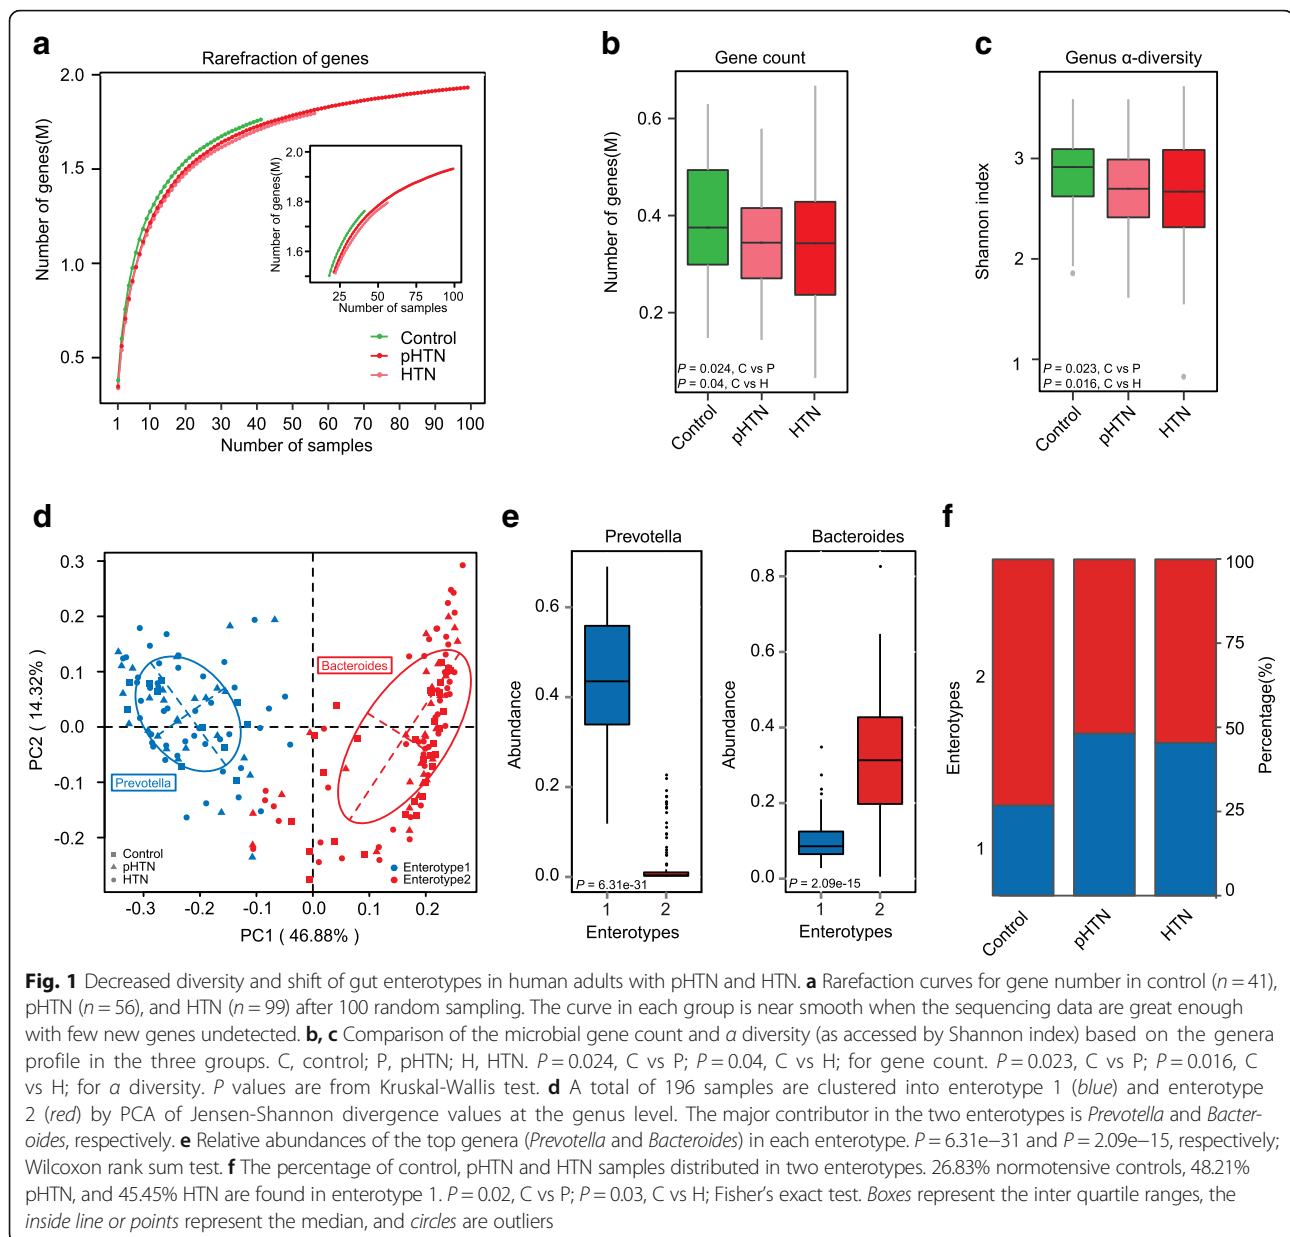 a
Rarefraction of genes
Number of genes(M)
2.0
1.5
1.0
0.5
1 10 20 30 40 50 60 70 80 90 100
Number of samples
Number of genes(M)
2.0
1.8
1.6
25 50 75 100
Number of samples
Control
pHTN
HTN
b
Gene count
Number of genes(M)
0.6
0.4
0.2
P = 0.024, C vs P
P = 0.04, C vs H
Control pHTN HTN
c
Genus α-diversity
Shannon index
3
2
1
P = 0.023, C vs P
P = 0.016, C vs H
Control pHTN HTN
d
PC2 ( 14.32% )
0.3
0.2
0.1
0.0
-0.1
-0.2
Bacteroides
Prevotella
Control
pHTN
HTN
Enterotype1
Enterotype2
-0.3 -0.2 -0.1 0.0 0.1 0.2
PC1 ( 46.88% )
e
Prevotella
Abundance
0.6
0.4
0.2
0.0
P = 6.31e-31
1 2
Enterotypes
Bacteroides
Abundance
0.8
0.6
0.4
0.2
0.0
P = 2.09e-15
1 2
Enterotypes
f
Enterotypes
2
1
100
75
50
25
0
Percentage(%)
Control pHTN HTN
Fig. 1 Decreased diversity and shift of gut enterotypes in human adults with pHTN and HTN. a Rarefaction curves for gene number in control (n = 41),
pHTN (n = 56), and HTN (n = 99) after 100 random sampling. The curve in each group is near smooth when the sequencing data are great enough
with few new genes undetected. b, c Comparison of the microbial gene count and α diversity (as accessed by Shannon index) based on the genera
profile in the three groups. C, control; P, pHTN; H, HTN. P = 0.024, C vs P; P = 0.04, C vs H; for gene count. P = 0.023, C vs P; P = 0.016, C
vs H; for α diversity. P values are from Kruskal-Wallis test. d A total of 196 samples are clustered into enterotype 1 (blue) and enterotype
2 (red) by PCA of Jensen-Shannon divergence values at the genus level. The major contributor in the two enterotypes is Prevotella and Bacter-
oides, respectively. e Relative abundances of the top genera (Prevotella and Bacteroides) in each enterotype. P = 6.31e−31 and P = 2.09e−15, respectively;
Wilcoxon rank sum test. f The percentage of control, pHTN and HTN samples distributed in two enterotypes. 26.83% normotensive controls, 48.21%
pHTN, and 45.45% HTN are found in enterotype 1. P = 0.02, C vs P; P = 0.03, C vs H; Fisher's exact test. Boxes represent the inter quartile ranges, the
inside line or points represent the median, and circles are outliers